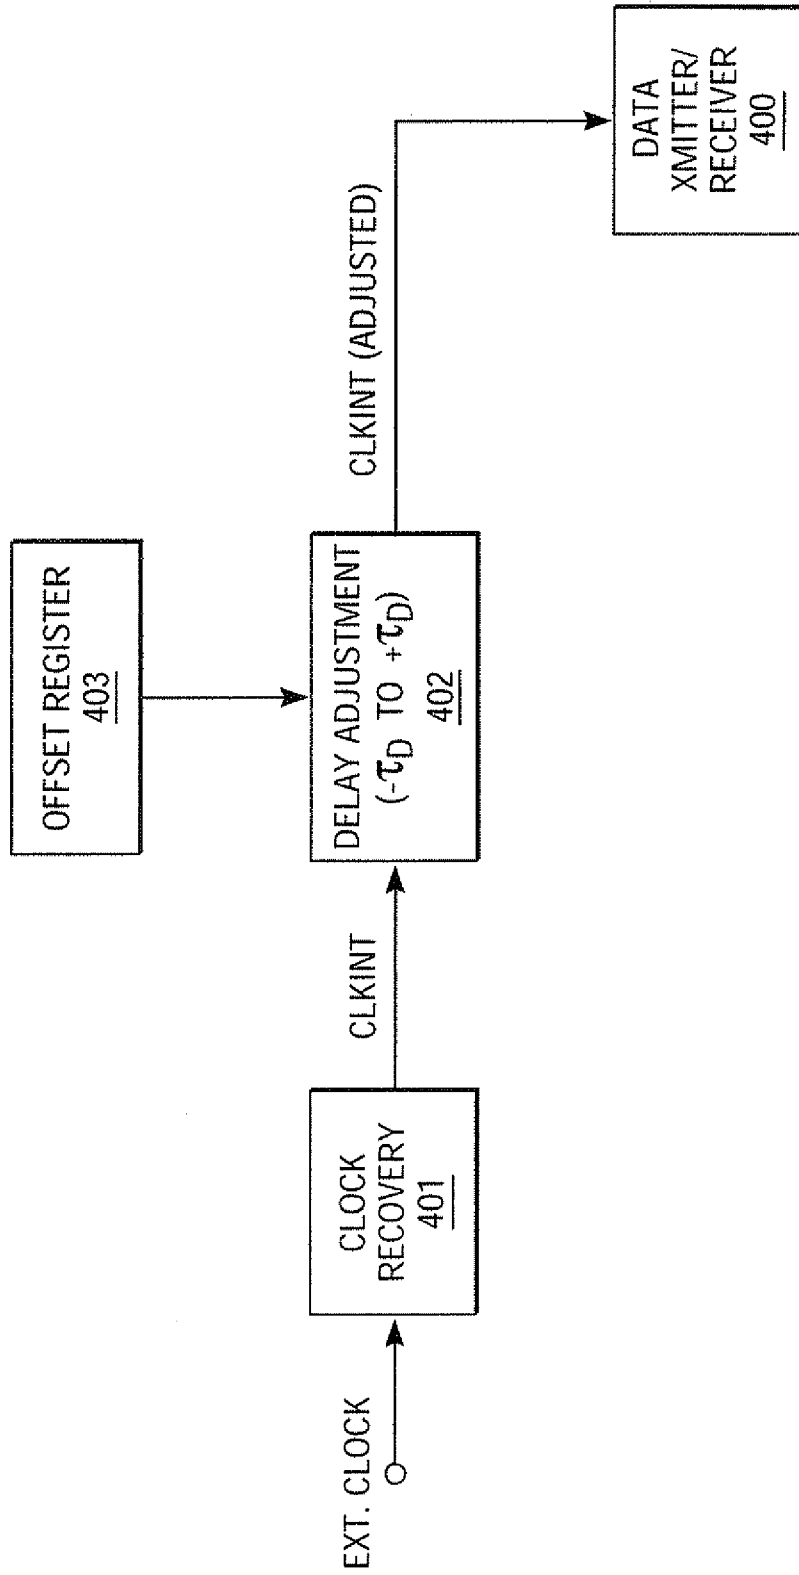 OFFSET REGISTER
403
EXT. CLOCK
CLOCK
RECOVERY
401
CLKINT
DELAY ADJUSTMENT
(-τD TO +τD)
402
CLKINT (ADJUSTED)
DATA
XMITTER/
RECEIVER
400